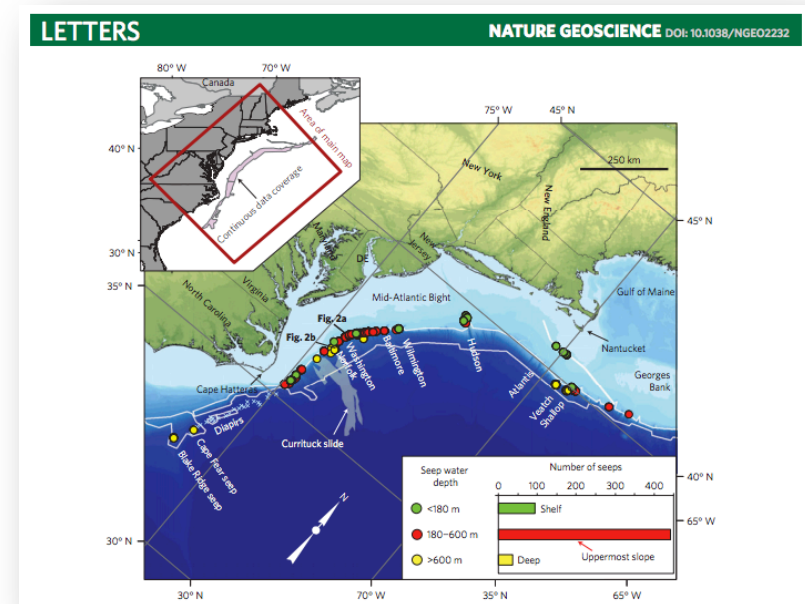 LETTERS
NATURE GEOSCIENCE DOI: 10.1038/NGEO2232
80° W
70° W
Canada
75° W
45° N
40° N
Area of main map
Continuous data coverage
250 km
New York
New England
45° N
30° N
35° N
Maryland
DE
New Jersey
Virginia
North Carolina
Mid-Atlantic Bight
Gulf of Maine
Fig. 2a
Fig. 2b
Nantucket
Norfolk
Washington
Baltimore
Wilmington
Hudson
Georges Bank
Cape Hatteras
Atlantis
Veatch
Shallop
Diapirs
Currituck slide
Cape Fear seep
Blake Ridge seep
N
Seep water depth
<180 m
180–600 m
>600 m
Number of seeps
0 100 200 300 400
Shelf
Uppermost slope
Deep
40° N
65° W
30° N
30° N
70° W
35° N
65° W